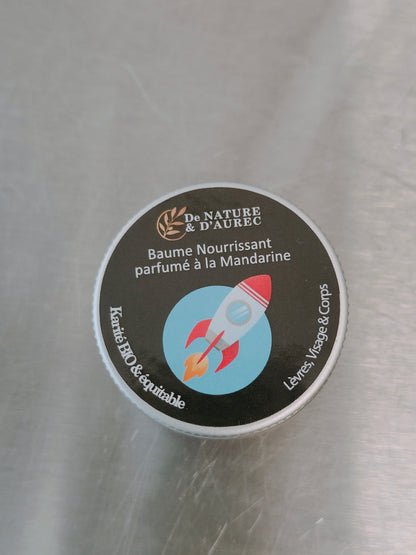 De NATURE
& D'AUREC
Baume Nourrissant
parfumé à la Mandarine
Karité BIO & équitable
Lèvres, Visage & Corps